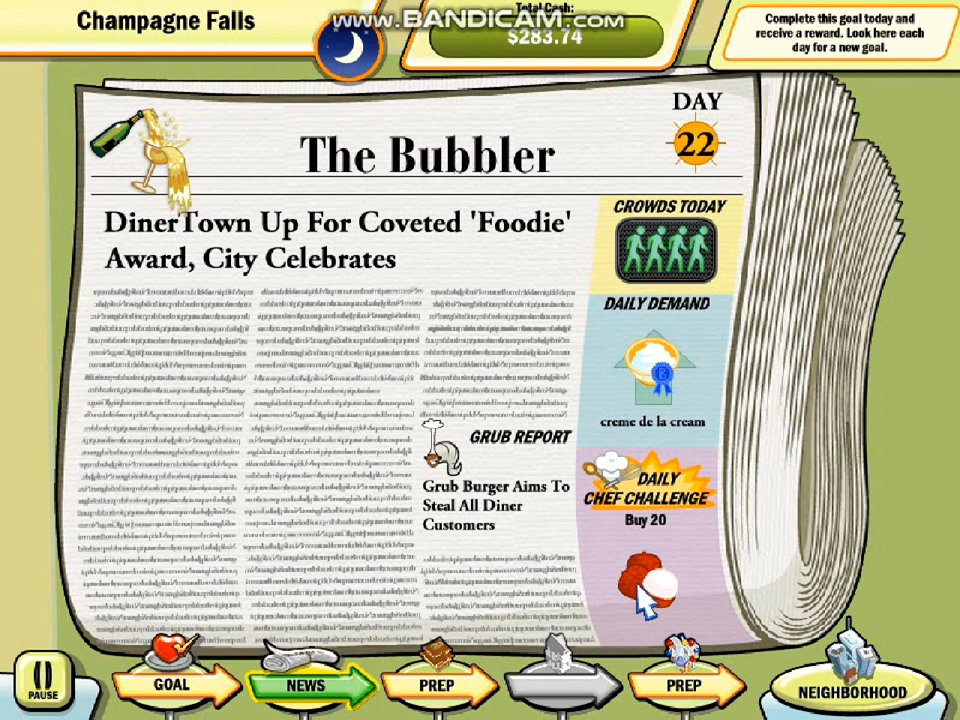 Champagne Falls
www.BANDICAM.com
Total Cash:
$283.74
Complete this goal today and
receive a reward. Look here each
day for a new goal.
DAY
22
The Bubbler
DinerTown Up For Coveted 'Foodie'
Award, City Celebrates
CROWDS TODAY
DAILY DEMAND
creme de la cream
GRUB REPORT
Grub Burger Aims To
Steal All Diner
Customers
DAILY
CHEF CHALLENGE
Buy 20
PAUSE
GOAL
NEWS
PREP
PREP
NEIGHBORHOOD